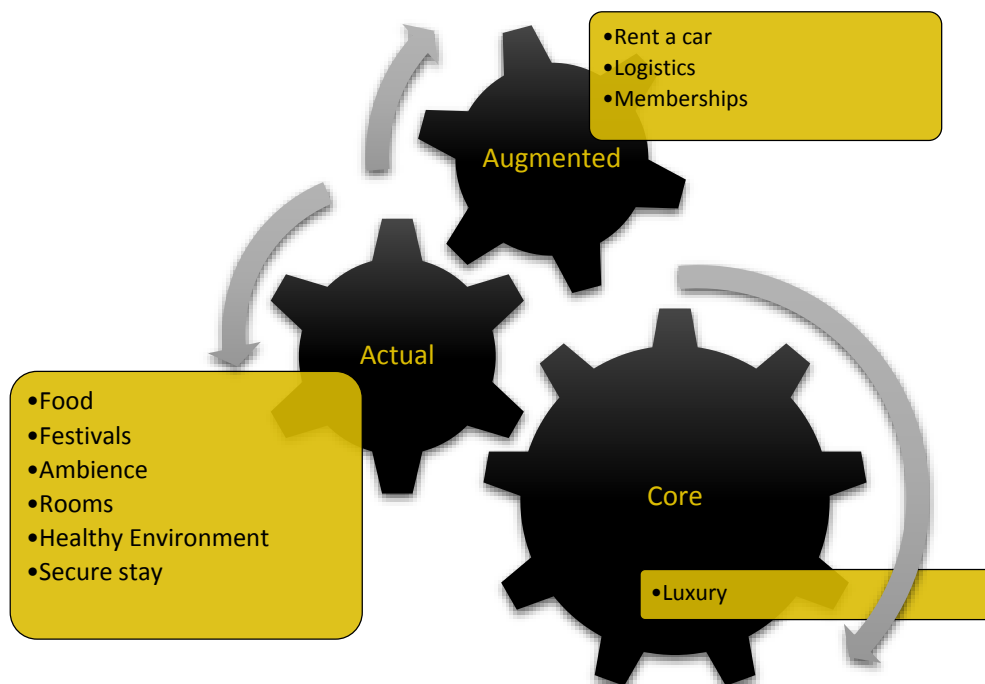 •Rent a car
•Logistics
•Memberships
Augmented
Actual
•Food
•Festivals
•Ambience
•Rooms
•Healthy Environment
•Secure stay
Core
•Luxury